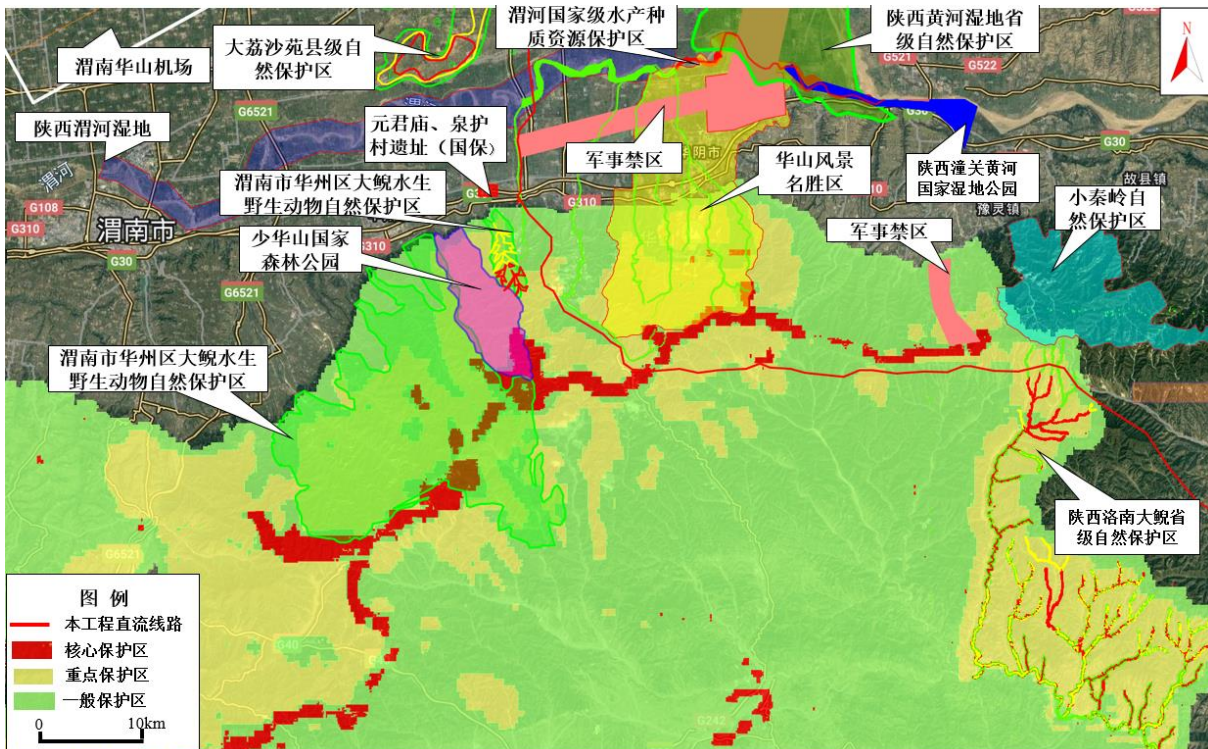 渭河国家级水产种
质资源保护区
陕西黄河湿地省
级自然保护区
大荔沙苑县级自
然保护区
N
渭南华山机场
G522
G521
G522
G6521
陕西渭河湿地
元君庙、泉护
村遗址（国保）
军事禁区
华山风景
名胜区
陕西潼关黄河
国家湿地公园
G30
G30
故县镇
豫灵镇
渭河
G108
G310
渭南市
G310
G310
G30
渭南市华州区大鲵水生
野生动物自然保护区
小秦岭自
然保护区
少华山国家
森林公园
军事禁区
G6521
渭南市华州区大鲵水生
野生动物自然保护区
陕西洛南大鲵省
级自然保护区
G6521
图 例
本工程直流线路
核心保护区
重点保护区
一般保护区
0 10km
G40
G242